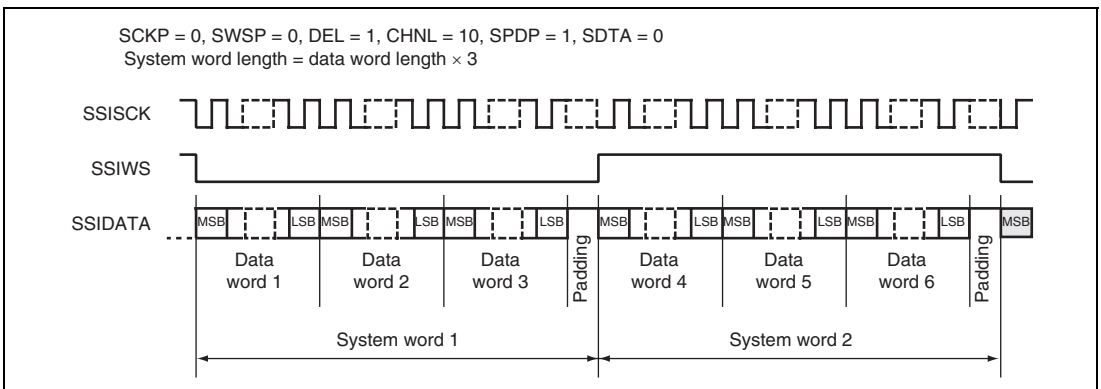 SCKP = 0, SWSP = 0, DEL = 1, CHNL = 10, SPDP = 1, SDTA = 0
System word length = data word length × 3
SSISCK
SSIWS
SSIDATA
MSB LSB MSB LSB MSB LSB MSB LSB MSB LSB MSB LSB MSB
Data word 1
Data word 2
Data word 3
Padding
Data word 4
Data word 5
Data word 6
Padding
System word 1
System word 2